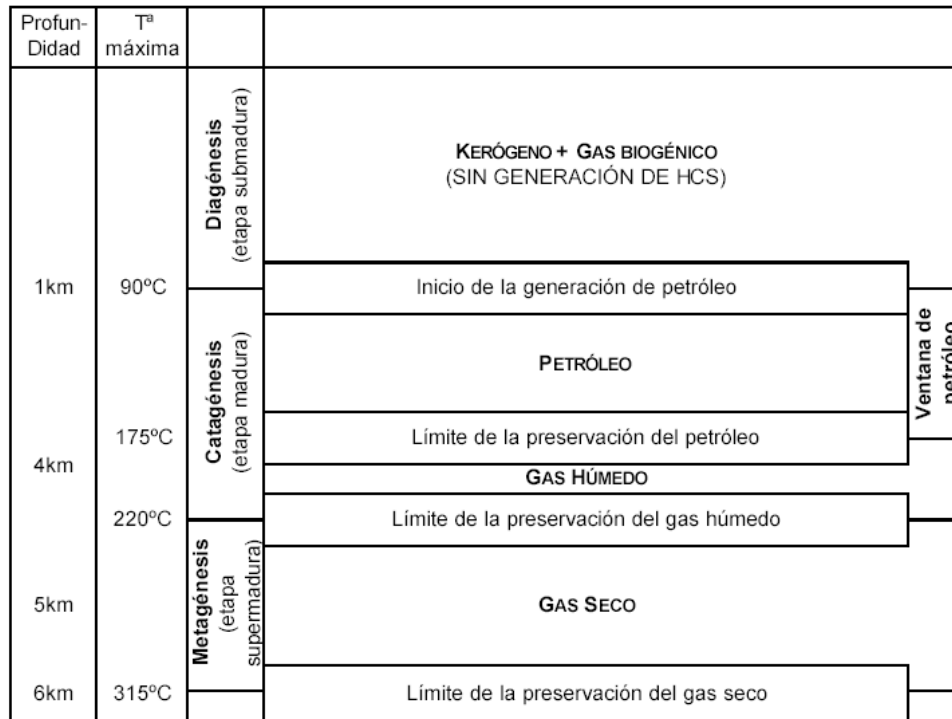 Profun-
Didad
Tª
máxima
Diagénesis
(etapa submadura)
KERÓGENO + GAS BIOGÉNICO
(SIN GENERACIÓN DE HCS)
1km
90ºC
Inicio de la generación de petróleo
Catagénesis
(etapa madura)
PETRÓLEO
Ventana de
petróleo
175ºC
Límite de la preservación del petróleo
4km
GAS HÚMEDO
220ºC
Límite de la preservación del gas húmedo
Metagénesis
(etapa
supermadura)
5km
GAS SECO
6km
315ºC
Límite de la preservación del gas seco